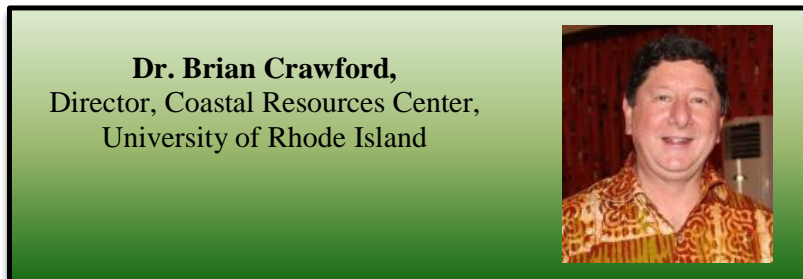 Dr. Brian Crawford,
Director, Coastal Resources Center,
University of Rhode Island